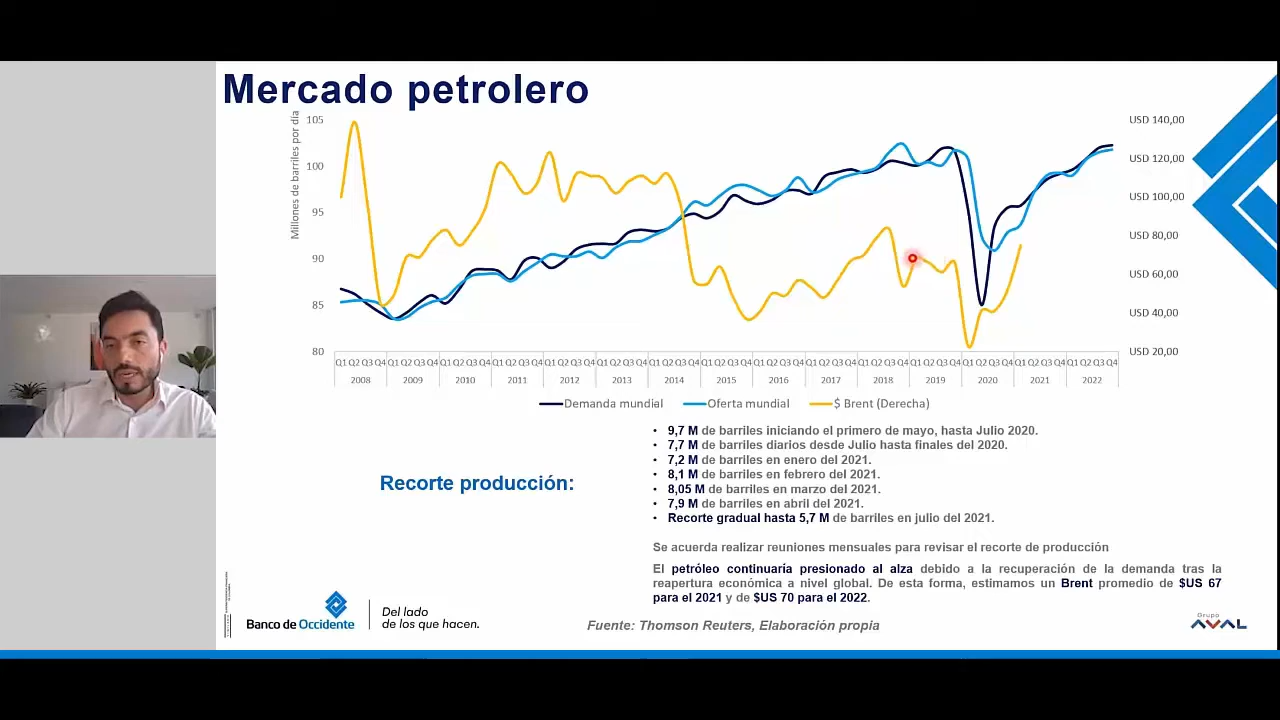 Mercado petrolero
Millones de barriles por día
105
100
95
90
85
80
USD 140,00
USD 120,00
USD 100,00
USD 80,00
USD 60,00
USD 40,00
USD 20,00
Q1 Q2 Q3 Q4 Q1 Q2 Q3 Q4 Q1 Q2 Q3 Q4 Q1 Q2 Q3 Q4 Q1 Q2 Q3 Q4 Q1 Q2 Q3 Q4 Q1 Q2 Q3 Q4 Q1 Q2 Q3 Q4 Q1 Q2 Q3 Q4 Q1 Q2 Q3 Q4 Q1 Q2 Q3 Q4 Q1 Q2 Q3 Q4 Q1 Q2 Q3 Q4 Q1 Q2 Q3 Q4 Q1 Q2 Q3 Q4
2008 2009 2010 2011 2012 2013 2014 2015 2016 2017 2018 2019 2020 2021 2022
Demanda mundial Oferta mundial $ Brent (Derecha)
Recorte producción:
• 9,7 M de barriles iniciando el primero de mayo, hasta Julio 2020.
• 7,7 M de barriles diarios desde Julio hasta finales del 2020.
• 7,2 M de barriles en enero del 2021.
• 8,1 M de barriles en febrero del 2021.
• 8,05 M de barriles en marzo del 2021.
• 7,9 M de barriles en abril del 2021.
• Recorte gradual hasta 5,7 M de barriles en julio del 2021.
Se acuerda realizar reuniones mensuales para revisar el recorte de producción
El petróleo continuaría presionado al alza debido a la recuperación de la demanda tras la
reapertura económica a nivel global. De esta forma, estimamos un Brent promedio de $US 67
para el 2021 y de $US 70 para el 2022.
Banco de Occidente
Del lado
de los que hacen.
Fuente: Thomson Reuters, Elaboración propia
Grupo
AVAL